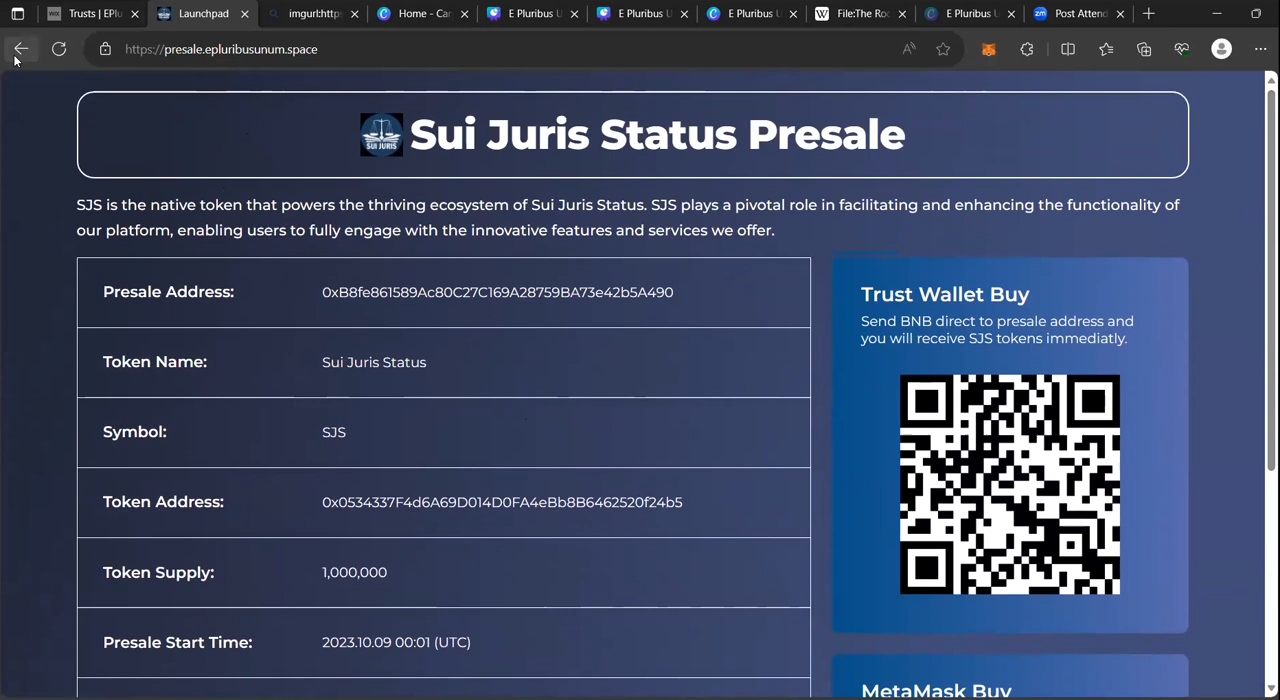 Trusts | EPlu
Launchpad
imgurl:https
Home - Can
E Pluribus U
E Pluribus U
E Pluribus U
File:The Roo
E Pluribus U
Post Attend
https://presale.epluribusunum.space
SUI JURIS
Sui Juris Status Presale
SJS is the native token that powers the thriving ecosystem of Sui Juris Status. SJS plays a pivotal role in facilitating and enhancing the functionality of
our platform, enabling users to fully engage with the innovative features and services we offer.
Presale Address: 0xB8fe861589Ac80C27C169A28759BA73e42b5A490
Token Name: Sui Juris Status
Symbol: SJS
Token Address: 0x0534337F4d6A69D014D0FA4eBb8B6462520f24b5
Token Supply: 1,000,000
Presale Start Time: 2023.10.09 00:01 (UTC)
Trust Wallet Buy
Send BNB direct to presale address and
you will receive SJS tokens immediatly.
MetaMask Buy